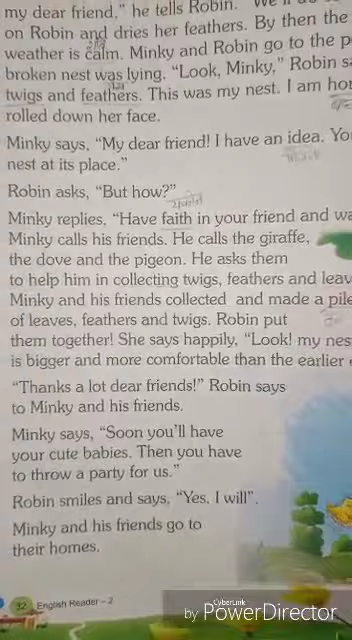 my dear friend," he tells Robin.
on Robin and dries her feathers. By then the
weather is calm. Minky and Robin go to the
broken nest was lying. "Look, Minky," Robin
twigs and feathers. This was my nest. I am
rolled down her face.
Minky says, "My dear friend! I have an idea.
nest at its place."
Robin asks, "But how?"
Minky replies, "Have faith in your friend and
Minky calls his friends. He calls the giraffe,
the dove and the pigeon. He asks them
to help him in collecting twigs, feathers and
Minky and his friends collected and made a pile
of leaves, feathers and twigs. Robin put
them together! She says happily, "Look! my
is bigger and more comfortable than the earlier
"Thanks a lot dear friends!" Robin says
to Minky and his friends.
Minky says, "Soon you'll have
your cute babies. Then you have
to throw a party for us."
Robin smiles and says, "Yes, I will".
Minky and his friends go to
their homes.
32 English Reader – 2
CyberLink
by PowerDirector